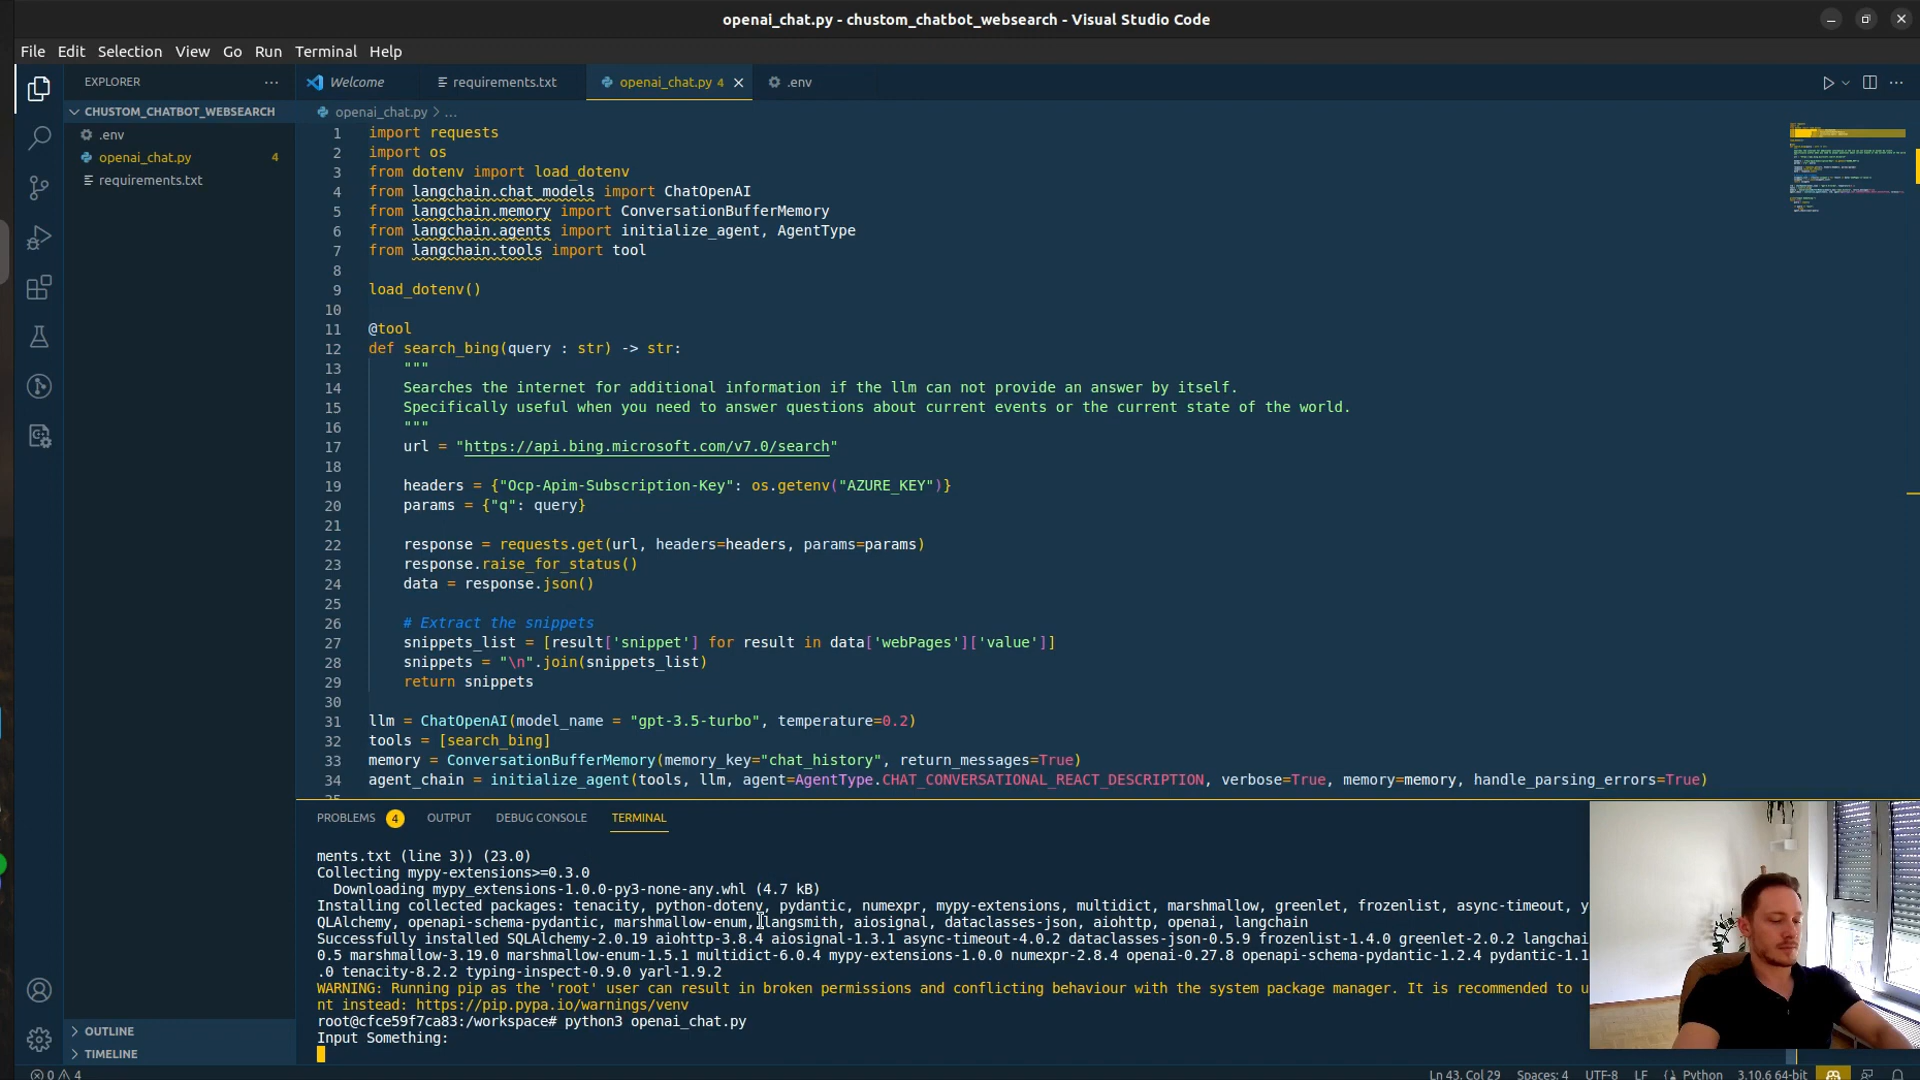 openai_chat.py - chustom_chatbot_websearch - Visual Studio Code
File Edit Selection View Go Run Terminal Help
EXPLORER ···
Welcome requirements.txt openai_chat.py 4 .env
CHUSTOM_CHATBOT_WEBSEARCH
.env
openai_chat.py 4
requirements.txt
openai_chat.py > ...
1 import requests
2 import os
3 from dotenv import load_dotenv
4 from langchain.chat_models import ChatOpenAI
5 from langchain.memory import ConversationBufferMemory
6 from langchain.agents import initialize_agent, AgentType
7 from langchain.tools import tool
8
9 load_dotenv()
10
11 @tool
12 def search_bing(query : str) -> str:
13 """
14 Searches the internet for additional information if the llm can not provide an answer by itself.
15 Specifically useful when you need to answer questions about current events or the current state of the world.
16 """
17 url = "https://api.bing.microsoft.com/v7.0/search"
18
19 headers = {"Ocp-Apim-Subscription-Key": os.getenv("AZURE_KEY")}
20 params = {"q": query}
21
22 response = requests.get(url, headers=headers, params=params)
23 response.raise_for_status()
24 data = response.json()
25
26 # Extract the snippets
27 snippets_list = [result['snippet'] for result in data['webPages']['value']]
28 snippets = "\n".join(snippets_list)
29 return snippets
30
31 llm = ChatOpenAI(model_name = "gpt-3.5-turbo", temperature=0.2)
32 tools = [search_bing]
33 memory = ConversationBufferMemory(memory_key="chat_history", return_messages=True)
34 agent_chain = initialize_agent(tools, llm, agent=AgentType.CHAT_CONVERSATIONAL_REACT_DESCRIPTION, verbose=True, memory=memory, handle_parsing_errors=True)
PROBLEMS 4 OUTPUT DEBUG CONSOLE TERMINAL
ments.txt (line 3)) (23.0)
Collecting mypy-extensions>=0.3.0
Downloading mypy_extensions-1.0.0-py3-none-any.whl (4.7 kB)
Installing collected packages: tenacity, python-dotenv, pydantic, numexpr, mypy-extensions, multidict, marshmallow, greenlet, frozenlist, async-timeout, y
QLAlchemy, openapi-schema-pydantic, marshmallow-enum, langsmith, aiosignal, dataclasses-json, aiohttp, openai, langchain
Successfully installed SQLAlchemy-2.0.19 aiohttp-3.8.4 aiosignal-1.3.1 async-timeout-4.0.2 dataclasses-json-0.5.9 frozenlist-1.4.0 greenlet-2.0.2 langchai
0.5 marshmallow-3.19.0 marshmallow-enum-1.5.1 multidict-6.0.4 mypy-extensions-1.0.0 numexpr-2.8.4 openai-0.27.8 openapi-schema-pydantic-1.2.4 pydantic-1.1
.0 tenacity-8.2.2 typing-inspect-0.9.0 yarl-1.9.2
WARNING: Running pip as the 'root' user can result in broken permissions and conflicting behaviour with the system package manager. It is recommended to u
nt instead: https://pip.pypa.io/warnings/venv
root@cfce59f7ca83:/workspace# python3 openai_chat.py
Input Something:
OUTLINE
TIMELINE
0 4 Ln 43, Col 29 Spaces: 4 UTF-8 LF Python 3.10.6 64-bit